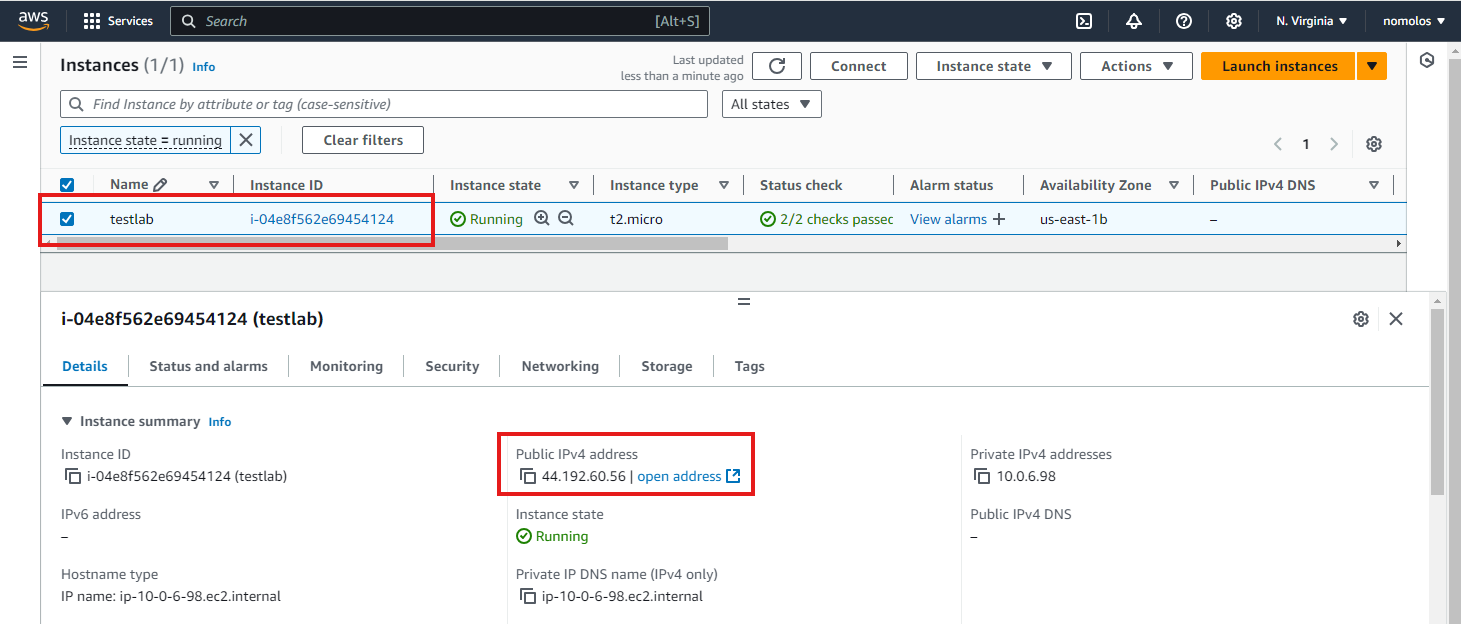 aws Services Search [Alt+S] N. Virginia nomolos
Instances (1/1) Info
Last updated
less than a minute ago
Connect Instance state Actions Launch instances
Find Instance by attribute or tag (case-sensitive) All states
Instance state = running Clear filters
1
Name Instance ID Instance state Instance type Status check Alarm status Availability Zone Public IPv4 DNS
testlab i-04e8f562e69454124 Running t2.micro 2/2 checks passec View alarms + us-east-1b –
i-04e8f562e69454124 (testlab)
Details Status and alarms Monitoring Security Networking Storage Tags
Instance summary Info
Instance ID Public IPv4 address Private IPv4 addresses
i-04e8f562e69454124 (testlab) 44.192.60.56 | open address 10.0.6.98
IPv6 address Instance state Public IPv4 DNS
– Running –
Hostname type Private IP DNS name (IPv4 only)
IP name: ip-10-0-6-98.ec2.internal ip-10-0-6-98.ec2.internal